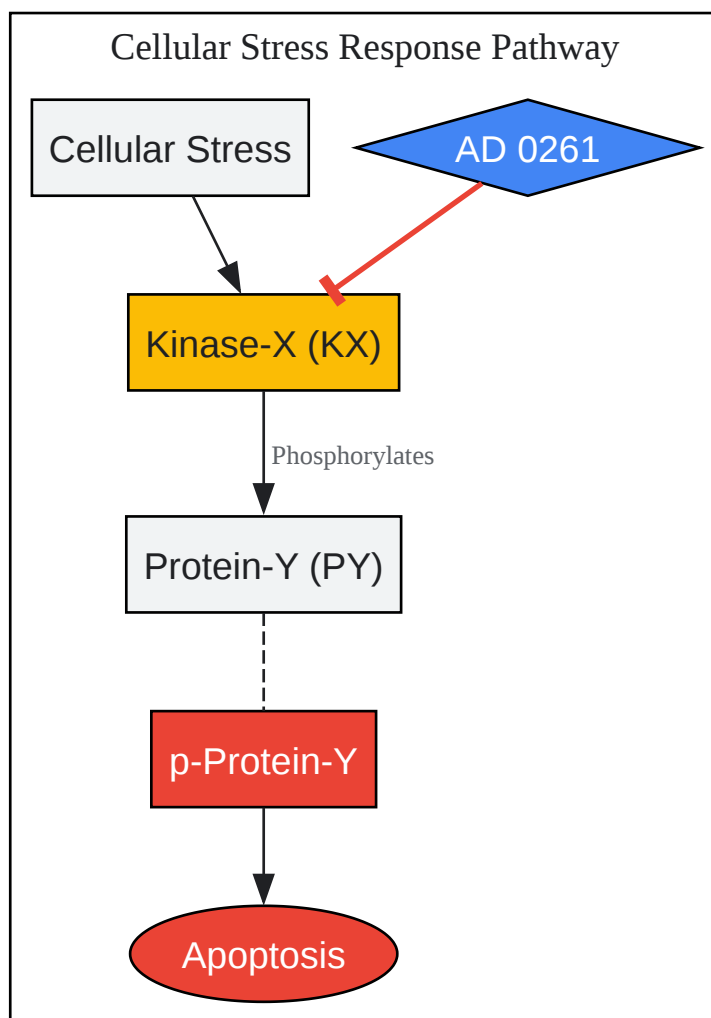 Cellular Stress Response Pathway
Cellular Stress
AD 0261
Kinase-X (KX)
Phosphorylates
Protein-Y (PY)
p-Protein-Y
Apoptosis